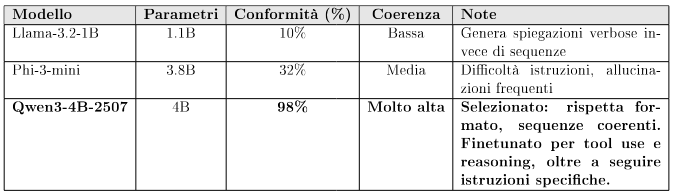 Modello Parametri Conformità (%) Coerenza Note
Llama-3.2-1B 1.1B 10% Bassa Genera spiegazioni verbose in-
vece di sequenze
Phi-3-mini 3.8B 32% Media Difficoltà istruzioni, allucina-
zioni frequenti
Qwen3-4B-2507 4B 98% Molto alta Selezionato: rispetta for-
mato, sequenze coerenti.
Finetunato per tool use e
reasoning, oltre a seguire
istruzioni specifiche.